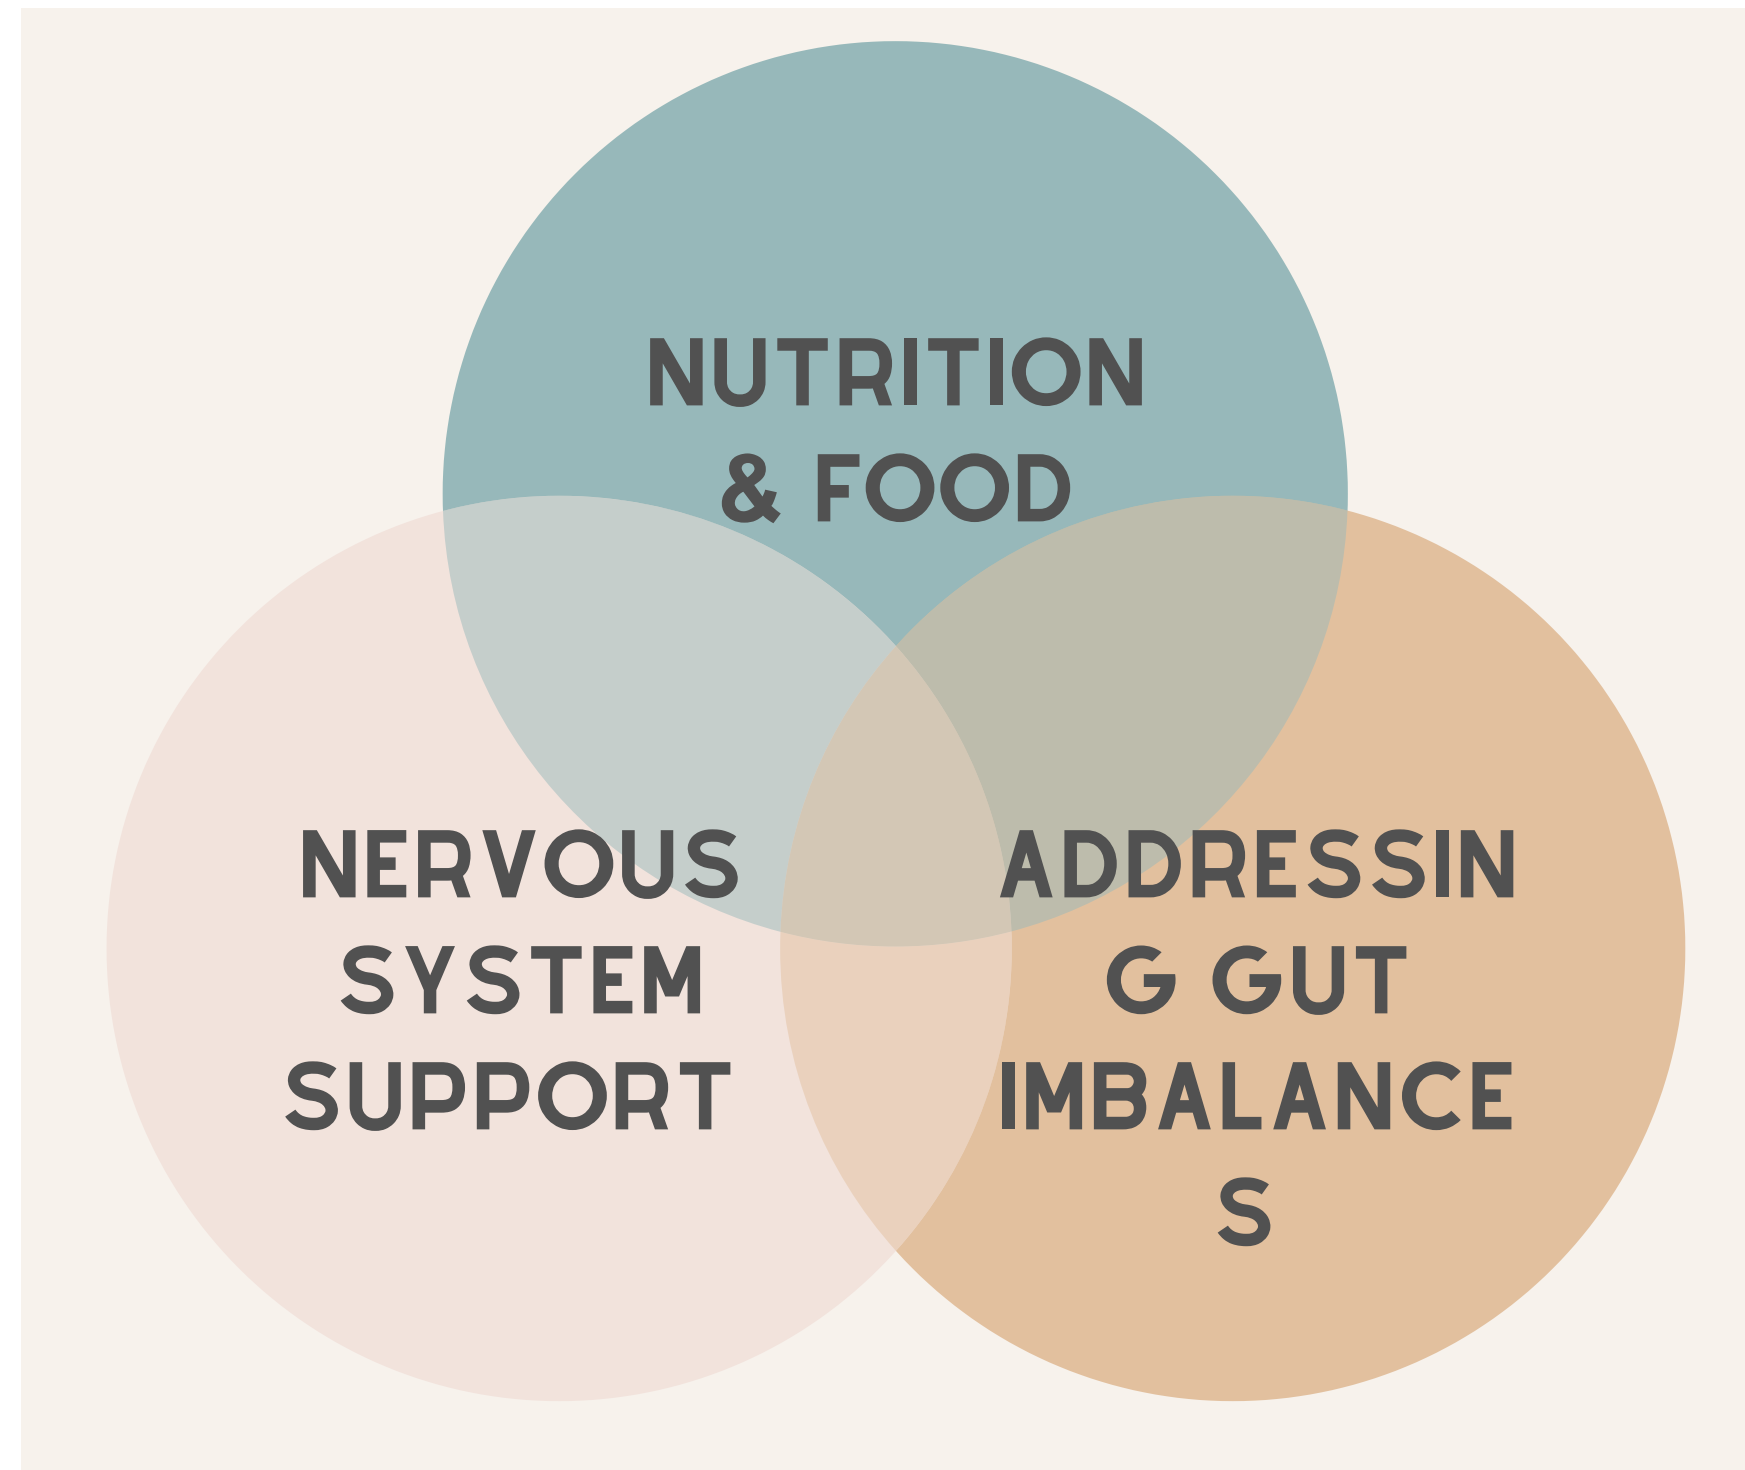 NUTRITION
& FOOD
NERVOUS
SYSTEM
SUPPORT
ADDRESSIN
G GUT
IMBALANCE
S